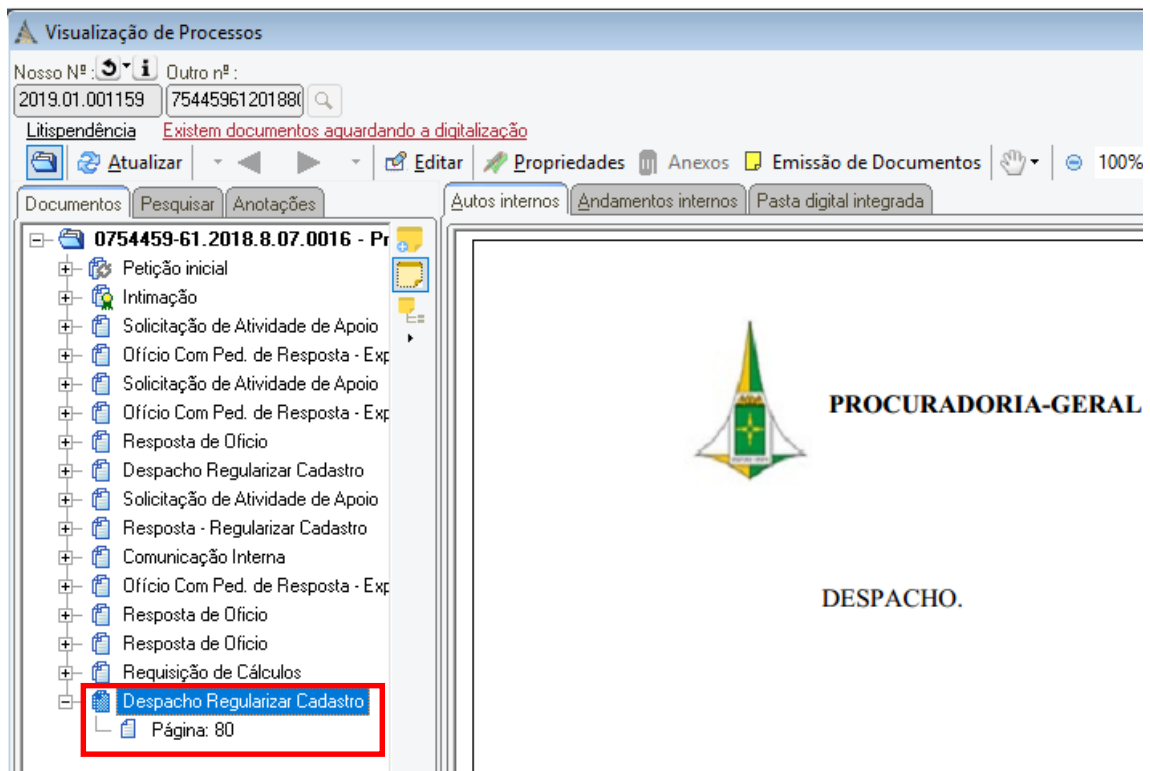 Visualização de Processos
Nosso Nº : Outro nº :
2019.01.001159 7544596120188(
Litispendência Existem documentos aguardando a digitalização
Atualizar Editar Propriedades Anexos Emissão de Documentos 100%
Documentos Pesquisar Anotações Autos internos Andamentos internos Pasta digital integrada
0754459-61.2018.8.07.0016 - Pr
Petição inicial
Intimação
Solicitação de Atividade de Apoio
Ofício Com Ped. de Resposta - Exp
Solicitação de Atividade de Apoio
Ofício Com Ped. de Resposta - Exp
Resposta de Oficio
Despacho Regularizar Cadastro
Solicitação de Atividade de Apoio
Resposta - Regularizar Cadastro
Comunicação Interna
Ofício Com Ped. de Resposta - Exp
Resposta de Oficio
Resposta de Oficio
Requisição de Cálculos
Despacho Regularizar Cadastro
Página: 80
PROCURADORIA-GERAL
DESPACHO.